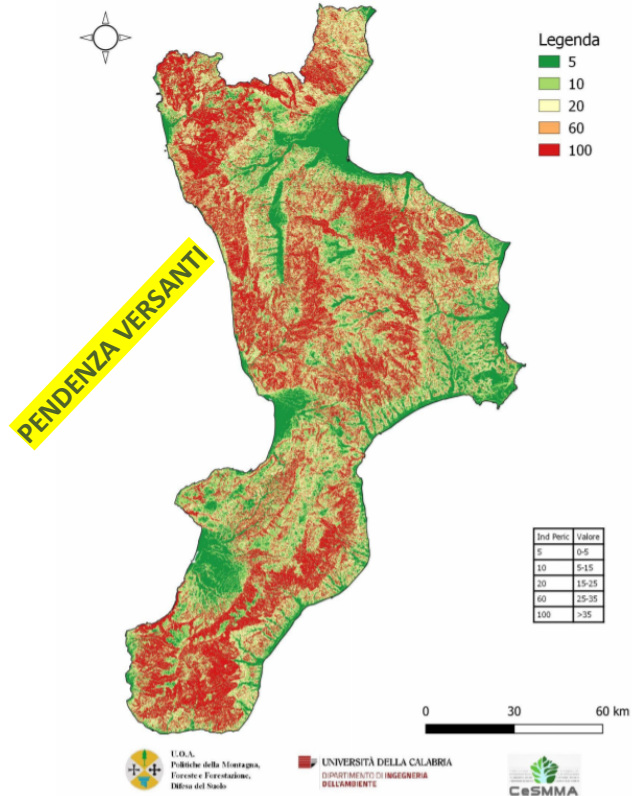 Legenda
5
10
20
60
100
PENDENZA VERSANTI
Ind Peric Valore
5 0-5
10 5-15
20 15-25
60 25-35
100 >35
0 30 60 km
U.O.A.
Politiche della Montagna,
Foreste e Forestazione,
Difesa del Suolo
UNIVERSITÀ DELLA CALABRIA
DIPARTIMENTO DI INGEGNERIA
DELL'AMBIENTE
CeSMMA